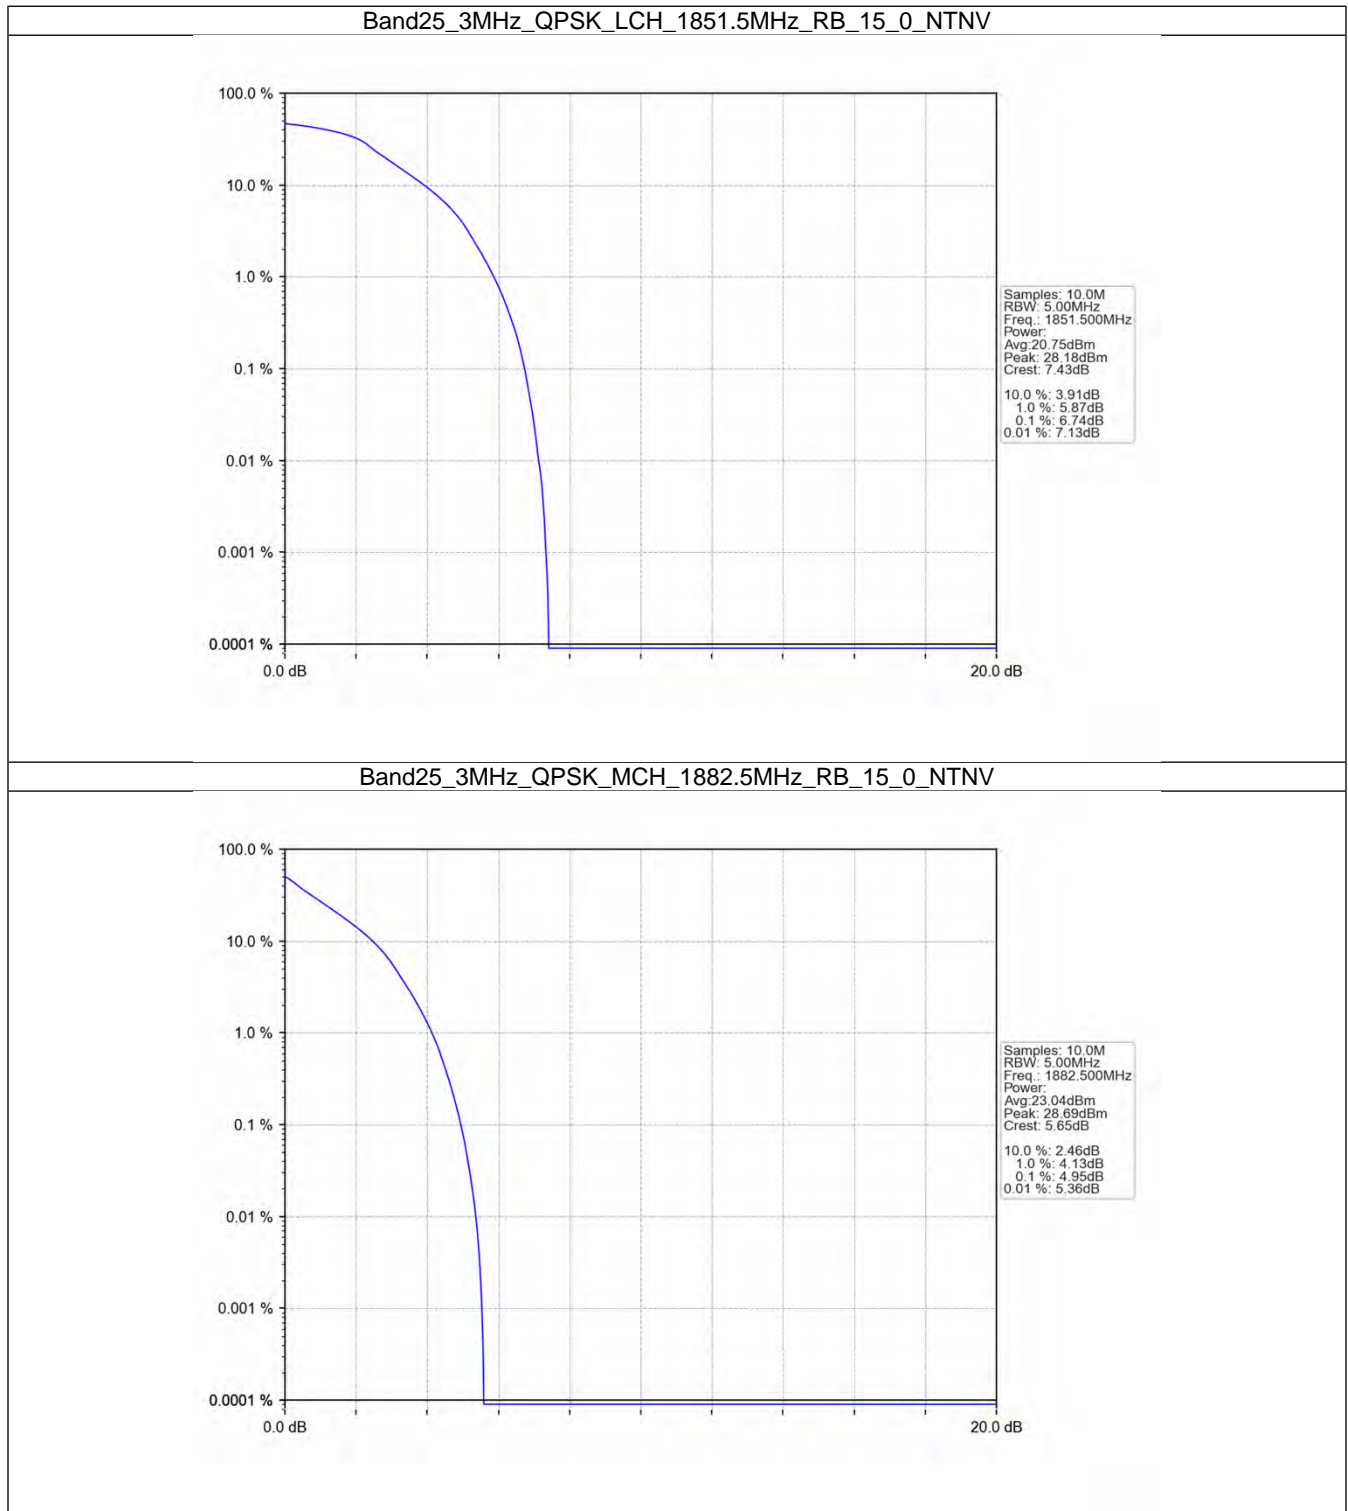 Band25_3MHz_QPSK_LCH_1851.5MHz_RB_15_0_NTNV
100.0 %
10.0 %
1.0 %
0.1 %
0.01 %
0.001 %
0.0001 %
0.0 dB
20.0 dB
Samples: 10.0M
RBW: 5.00MHz
Freq.: 1851.500MHz
Power:
Avg:20.75dBm
Peak: 28.18dBm
Crest: 7.43dB
10.0 %: 3.91dB
1.0 %: 5.87dB
0.1 %: 6.74dB
0.01 %: 7.13dB
Band25_3MHz_QPSK_MCH_1882.5MHz_RB_15_0_NTNV
100.0 %
10.0 %
1.0 %
0.1 %
0.01 %
0.001 %
0.0001 %
0.0 dB
20.0 dB
Samples: 10.0M
RBW: 5.00MHz
Freq.: 1882.500MHz
Power:
Avg:23.04dBm
Peak: 28.69dBm
Crest: 5.65dB
10.0 %: 2.46dB
1.0 %: 4.13dB
0.1 %: 4.95dB
0.01 %: 5.36dB